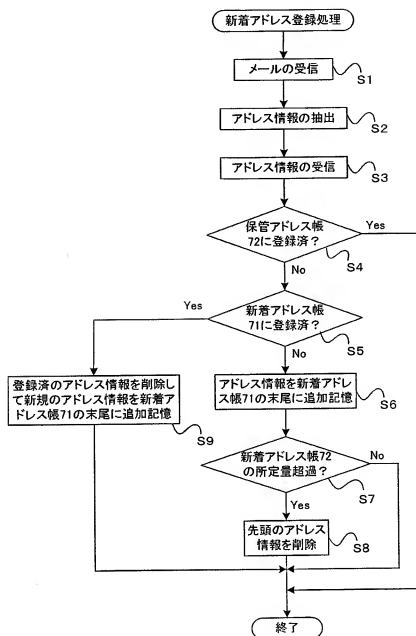 新着アドレス登録処理
メールの受信
S1
アドレス情報の抽出
S2
アドレス情報の受信
S3
保管アドレス帳
72に登録済？
Yes
S4
No
新着アドレス帳
71に登録済？
Yes
S5
No
登録済のアドレス情報を削除し
て新規のアドレス情報を新着ア
ドレス帳71の末尾に追加記憶
S9
アドレス情報を新着アドレ
ス帳71の末尾に追加記憶
S6
新着アドレス帳72
の所定量超過？
No
S7
Yes
先頭のアドレス
情報を削除
S8
終了